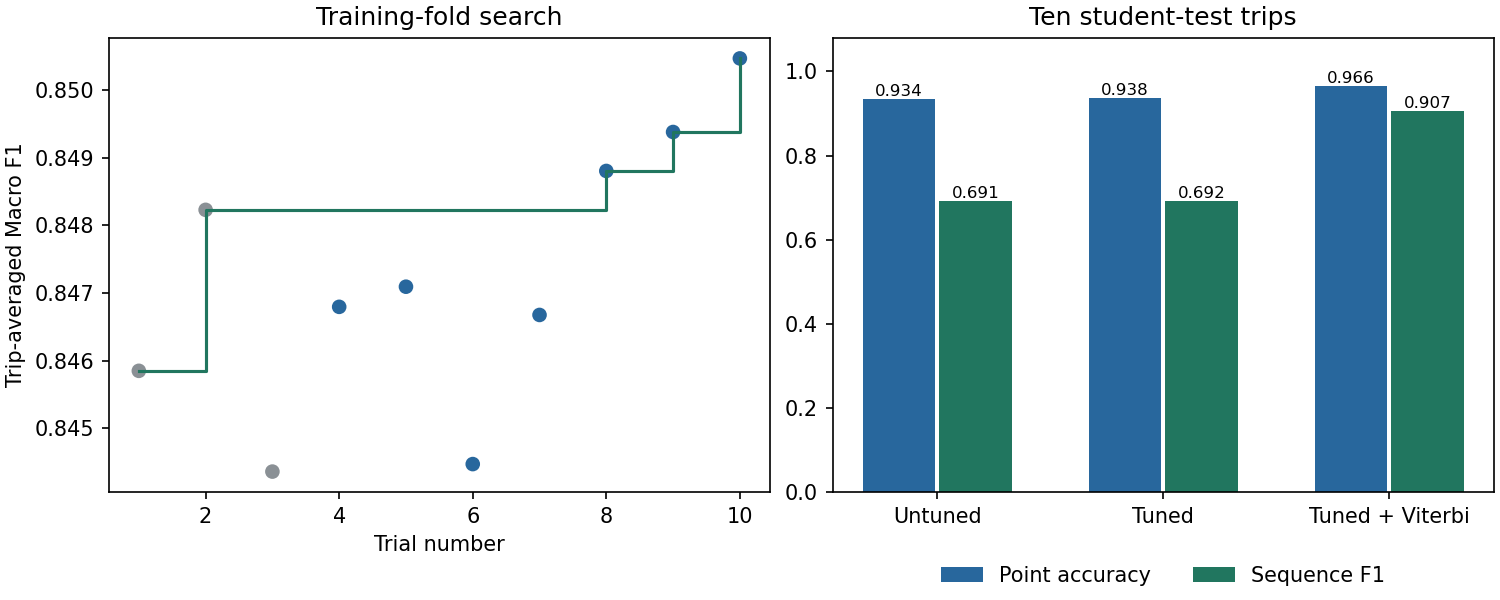 Training-fold search
Trip-averaged Macro F1
0.850
0.849
0.848
0.847
0.846
0.845
2 4 6 8 10
Trial number
Ten student-test trips
1.0
0.8
0.6
0.4
0.2
0.0
0.934 0.691 0.938 0.692 0.966 0.907
Untuned Tuned Tuned + Viterbi
Point accuracy Sequence F1